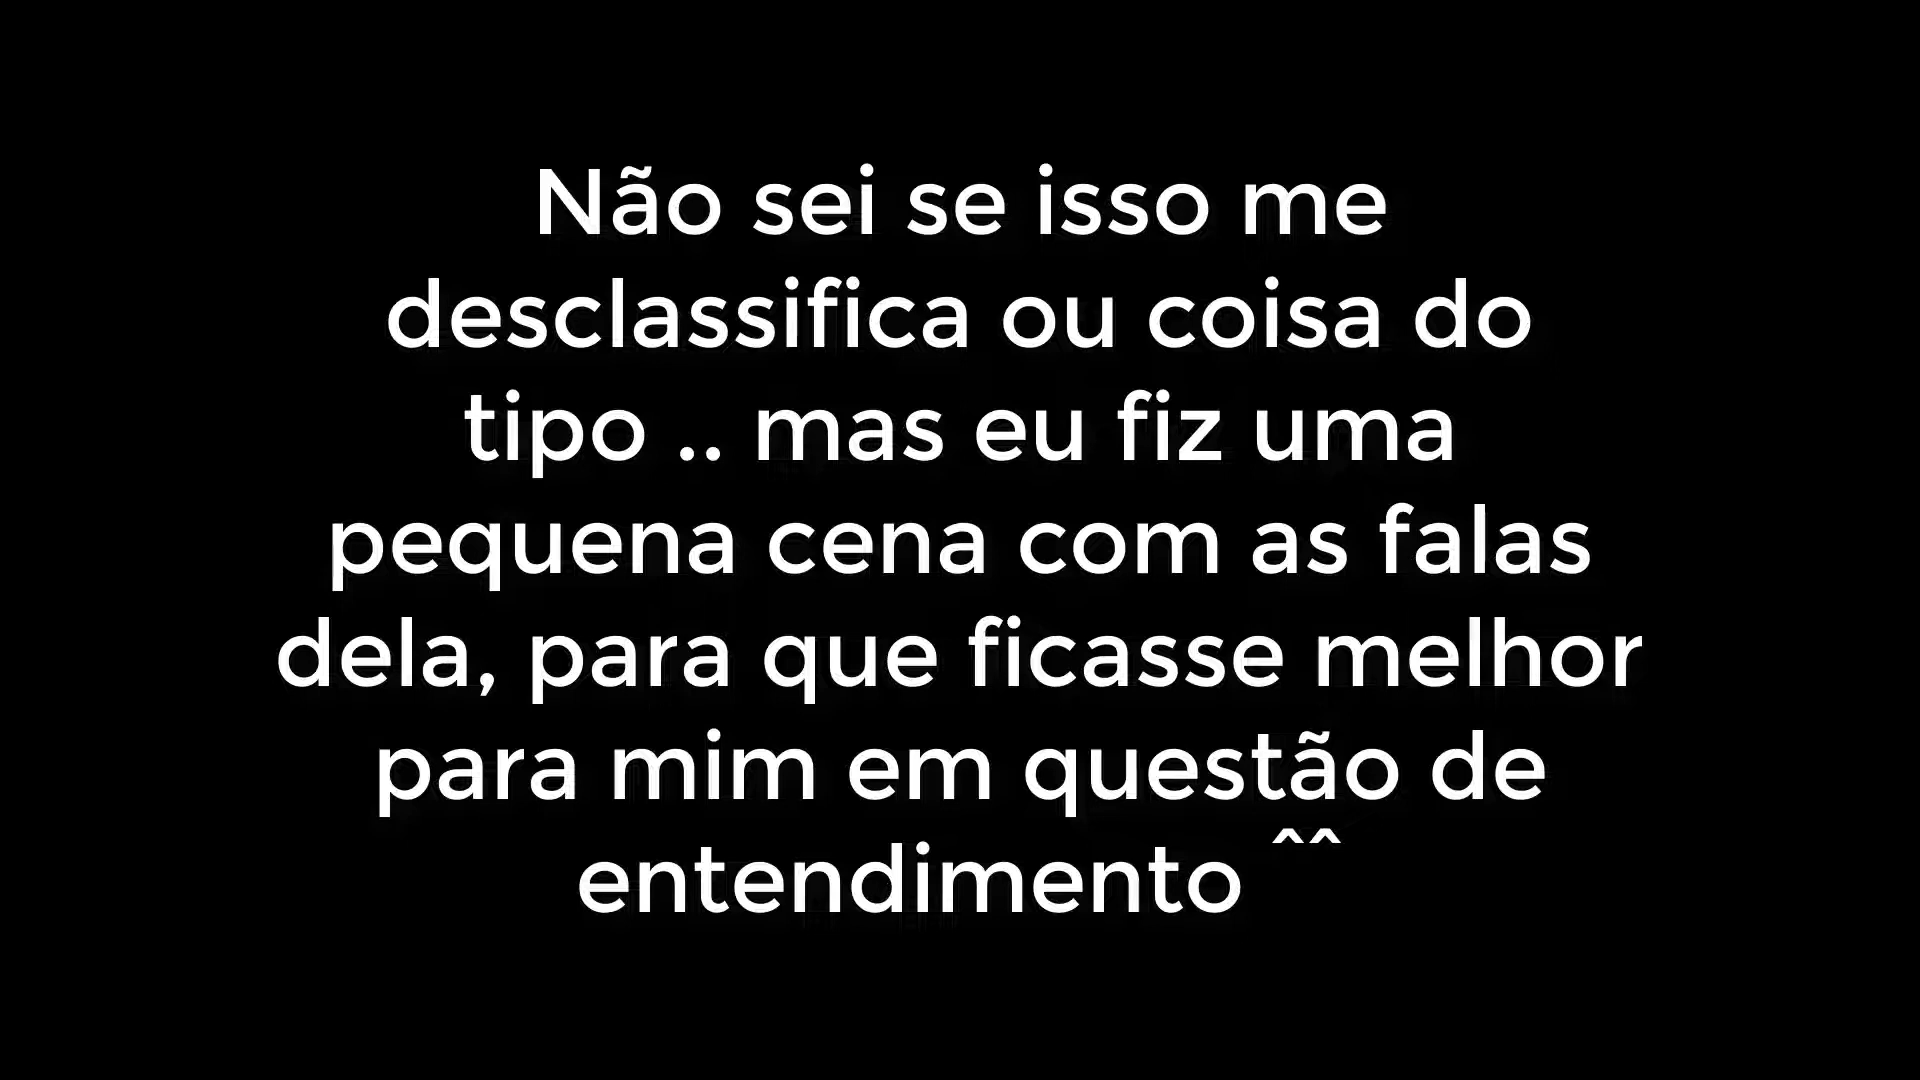 Não sei se isso me
desclassifica ou coisa do
tipo .. mas eu fiz uma
pequena cena com as falas
dela, para que ficasse melhor
para mim em questão de
entendimento ^^